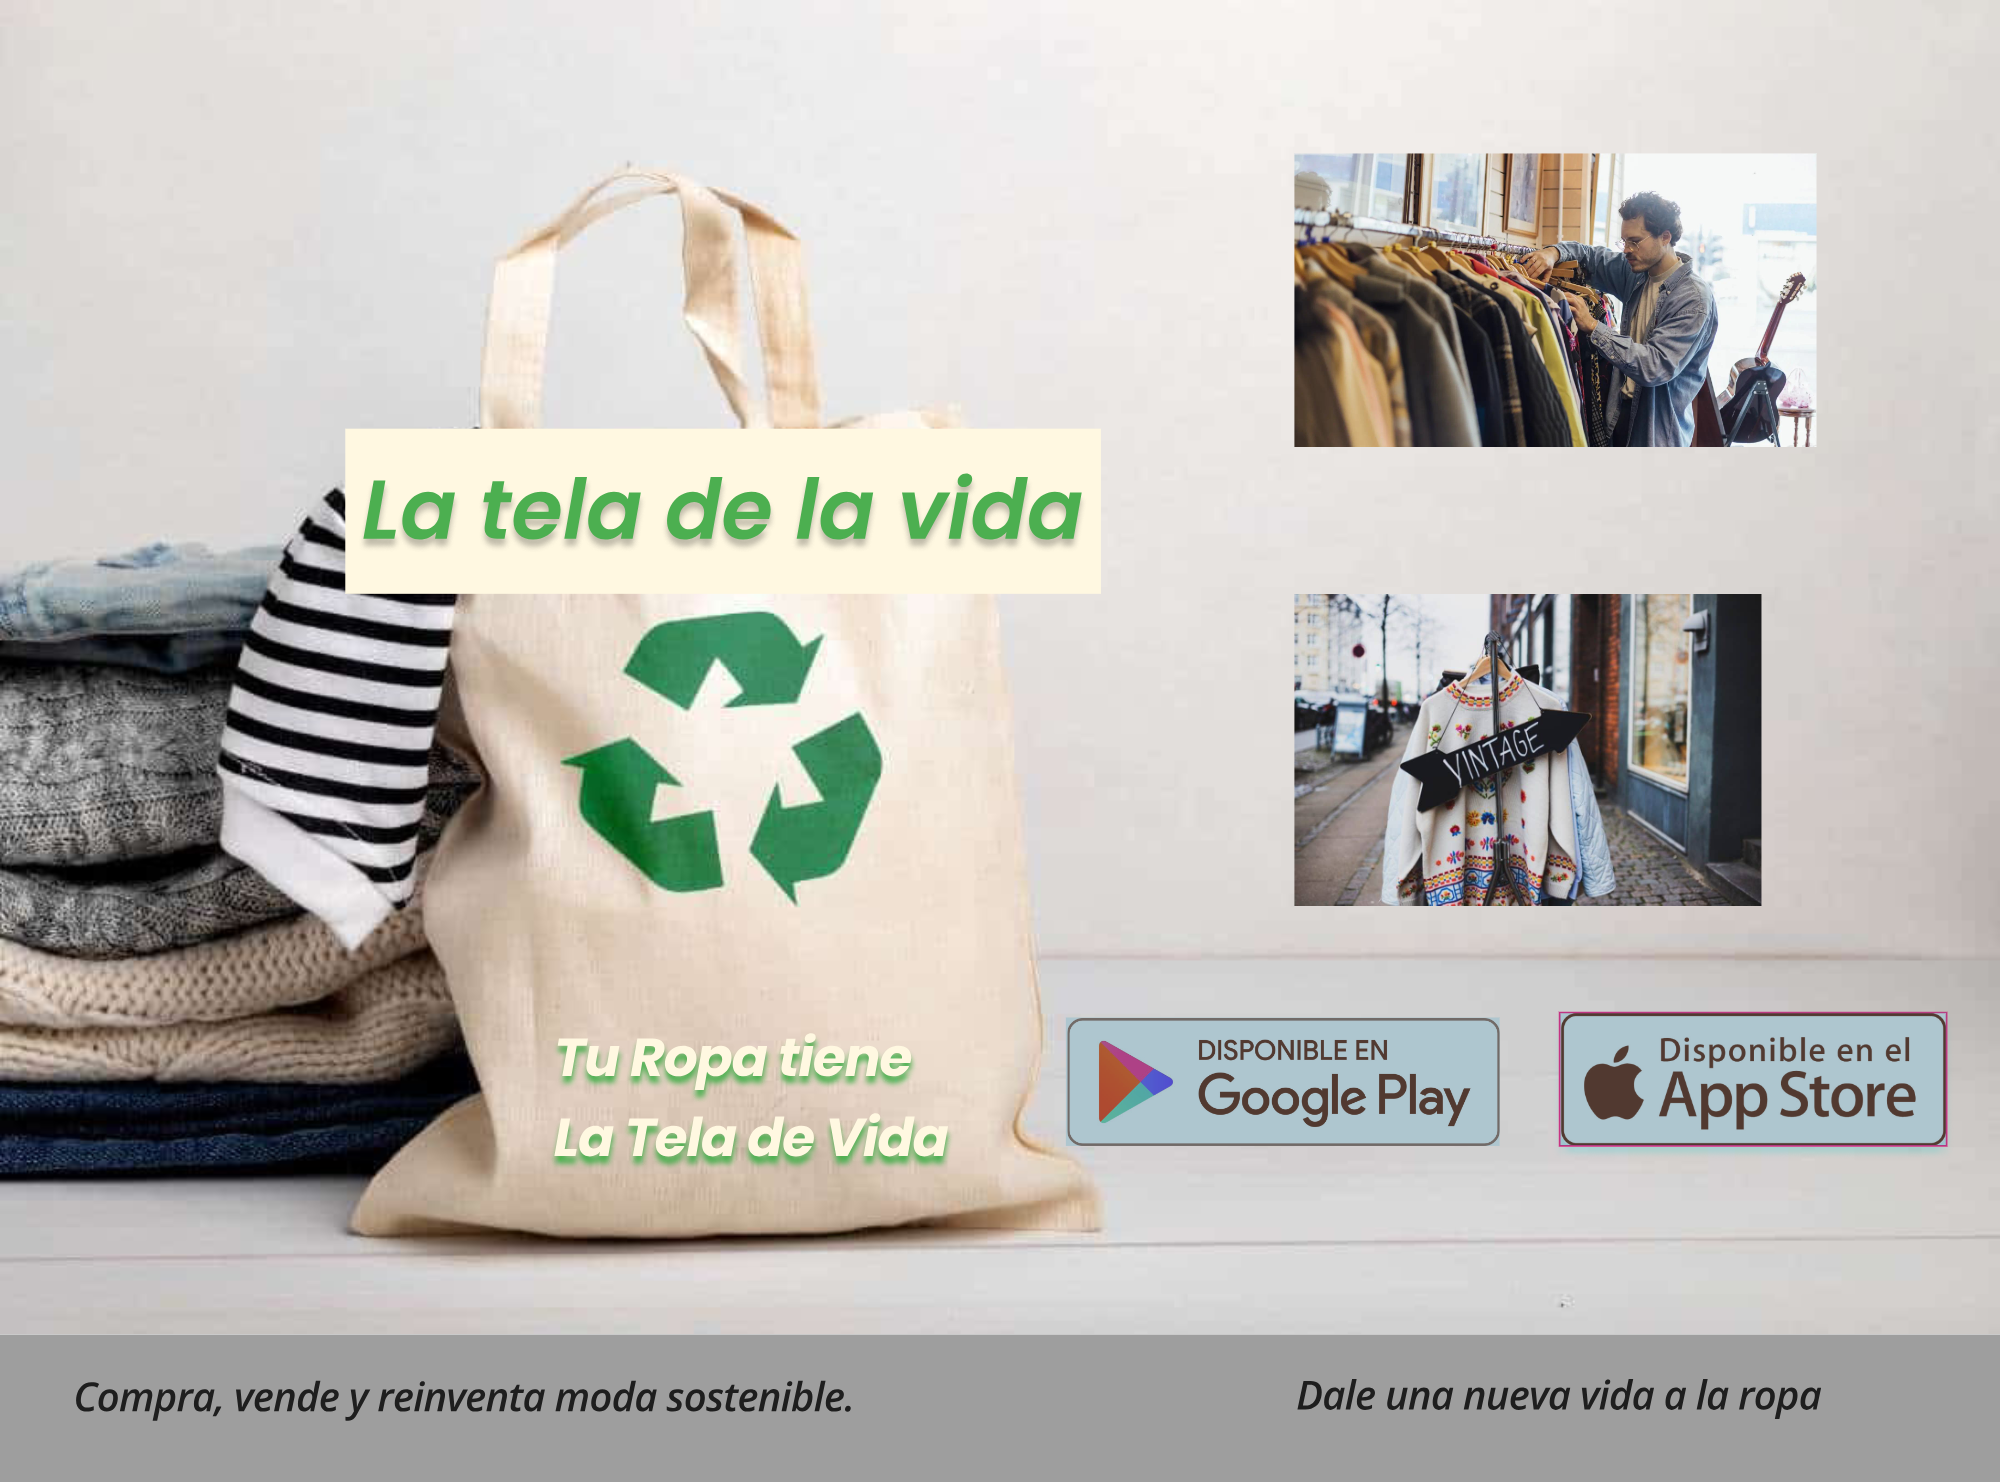 La tela de la vida
VINTAGE
Tu Ropa tiene
La Tela de Vida
DISPONIBLE EN
Google Play
Disponible en el
App Store
Compra, vende y reinventa moda sostenible.
Dale una nueva vida a la ropa